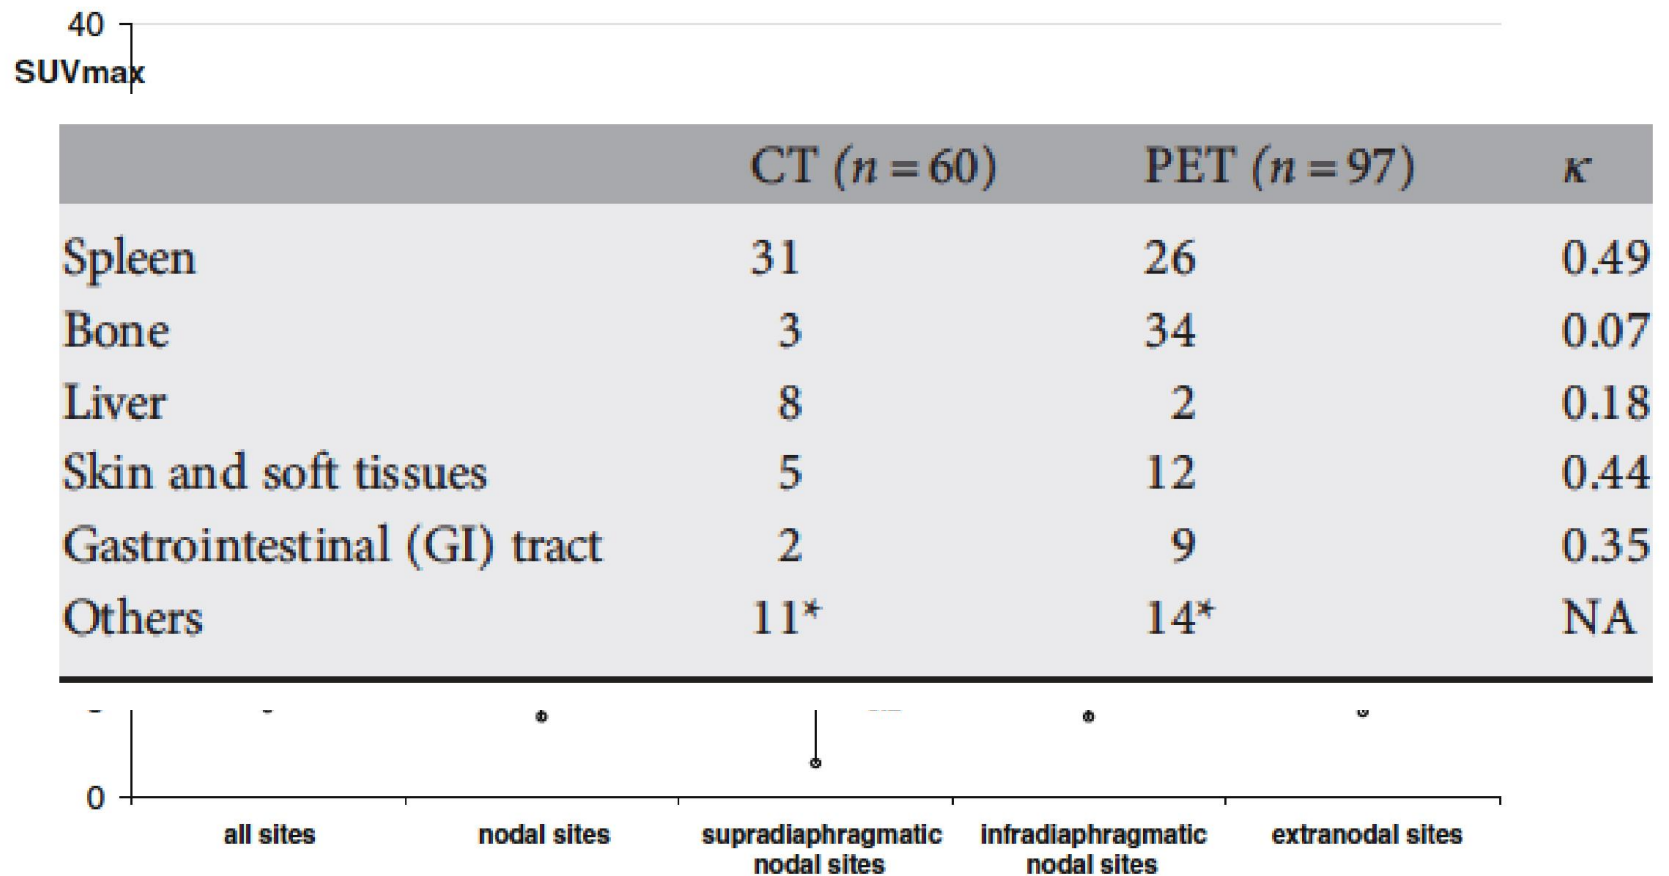 40
SUVmax
CT (n = 60) PET (n = 97) κ
Spleen 31 26 0.49
Bone 3 34 0.07
Liver 8 2 0.18
Skin and soft tissues 5 12 0.44
Gastrointestinal (GI) tract 2 9 0.35
Others 11* 14* NA
0
all sites nodal sites supradiaphragmatic nodal sites infradiaphragmatic nodal sites extranodal sites